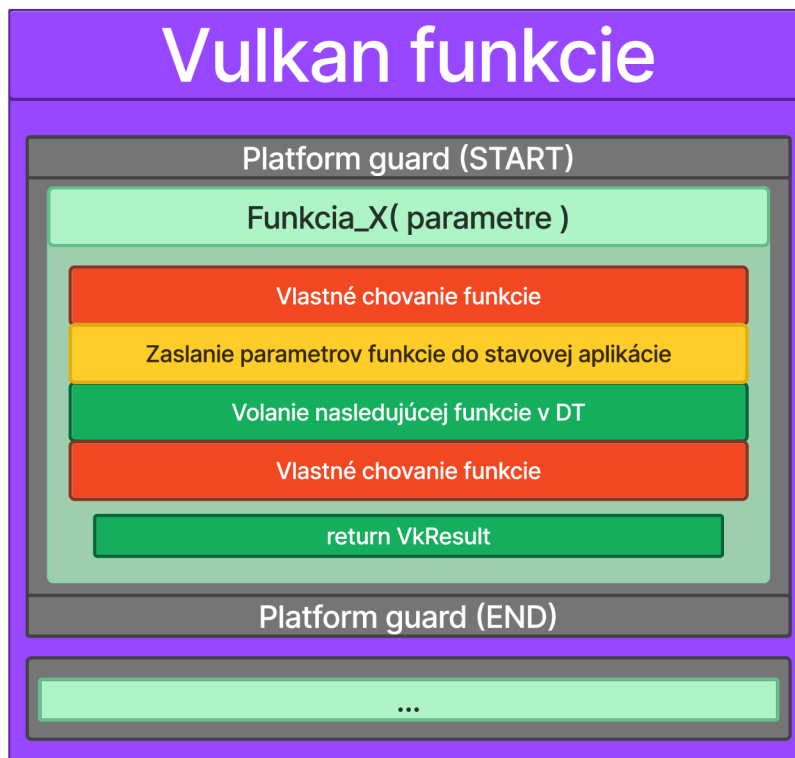 Vulkan funkcie
Platform guard (START)
Funkcia_X( parametre )
Vlastné chovanie funkcie
Zaslanie parametrov funkcie do stavovej aplikácie
Volanie nasledujúcej funkcie v DT
Vlastné chovanie funkcie
return VkResult
Platform guard (END)
...